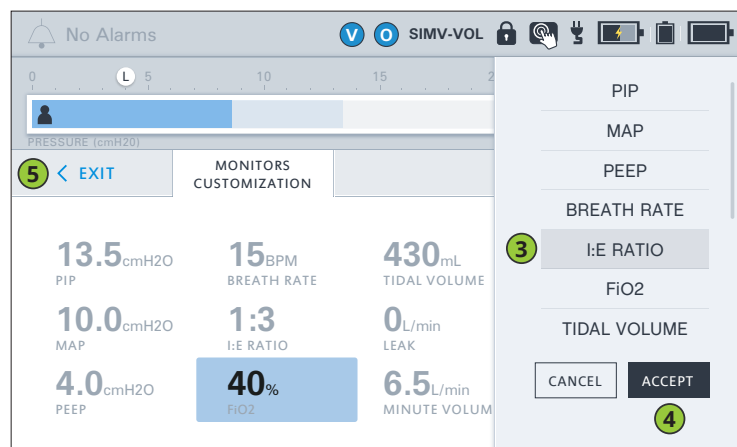 No Alarms
V O SIMV-VOL
0 L 5 10 15 2
PRESSURE (cmH20)
5 < EXIT
MONITORS
CUSTOMIZATION
13.5cmH2O 15BPM 430mL
PIP BREATH RATE TIDAL VOLUME
10.0cmH2O 1:3 0L/min
MAP I:E RATIO LEAK
4.0cmH2O 40% 6.5L/min
PEEP FiO2 MINUTE VOLUM
PIP
MAP
PEEP
BREATH RATE
3 I:E RATIO
FiO2
TIDAL VOLUME
CANCEL ACCEPT
4